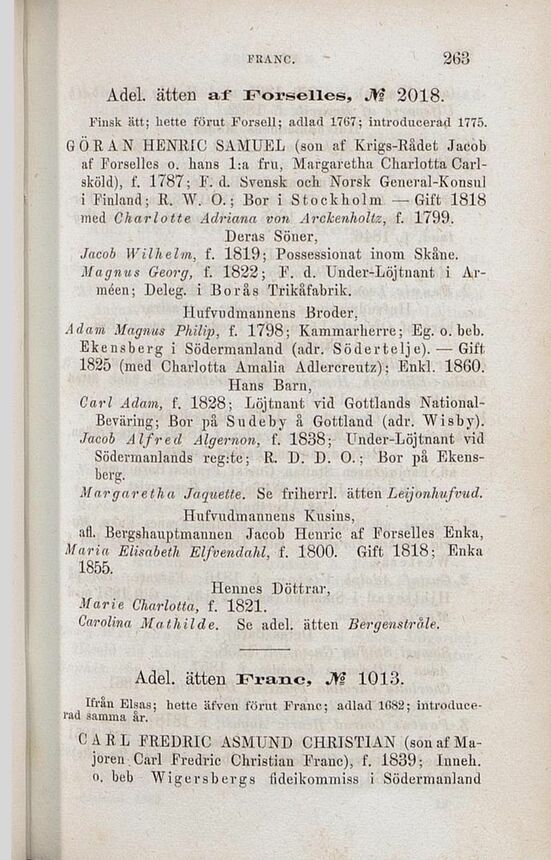 FRANC. 263
Adel. ätten af Forselles, № 2018.
Finsk ätt; hette förut Forsell; adlad 1767; introducerad 1775.
GÖRAN HENRIC SAMUEL (son af Krigs-Rådet Jacob
af Forselles o. hans 1:a fru, Margaretha Charlotta Carl-
sköld), f. 1787; F. d. Svensk och Norsk General-Konsul
i Finland; R. W. O.; Bor i Stockholm — Gift 1818
med Charlotte Adriana von Arckenholtz, f. 1799.
Deras Söner,
Jacob Wilhelm, f. 1819; Possessionat inom Skåne.
Magnus Georg, f. 1822; F. d. Under-Löjtnant i Ar-
méen; Deleg. i Borås Trikåfabrik.
Hufvudmannens Broder,
Adam Magnus Philip, f. 1798; Kammarherre; Eg. o. beb.
Ekensberg i Södermanland (adr. Södertelje). — Gift
1825 (med Charlotta Amalia Adlercreutz); Enkl. 1860.
Hans Barn,
Carl Adam, f. 1828; Löjtnant vid Gottlands National-
Beväring; Bor på Sudeby å Gottland (adr. Wisby).
Jacob Alfred Algernon, f. 1838; Under-Löjtnant vid
Södermanlands reg:te; R. D. D. O.; Bor på Ekens-
berg.
Margaretha Jaquette. Se friherrl. ätten Leijonhufvud.
Hufvudmannens Kusins,
afl. Bergshauptmannen Jacob Henric af Forselles Enka,
Maria Elisabeth Elfvendahl, f. 1800. Gift 1818; Enka
1855.
Hennes Döttrar,
Marie Charlotta, f. 1821.
Carolina Mathilde. Se adel. ätten Bergenstråle.
Adel. ätten Franc, № 1013.
Ifrån Elsas; hette äfven förut Franc; adlad 1682; introduce-
rad samma år.
CARL FREDRIC ASMUND CHRISTIAN (son af Ma-
joren Carl Fredric Christian Franc), f. 1839; Inneh.
o. beb Wigersbergs fideikommiss i Södermanland